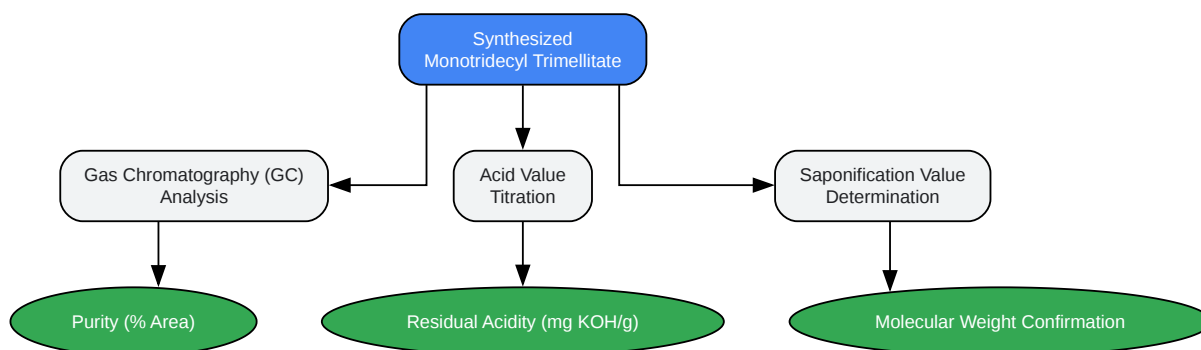 Synthesized
Monotridecyl Trimellitate
Gas Chromatography (GC)
Analysis
Acid Value
Titration
Saponification Value
Determination
Purity (% Area)
Residual Acidity (mg KOH/g)
Molecular Weight Confirmation